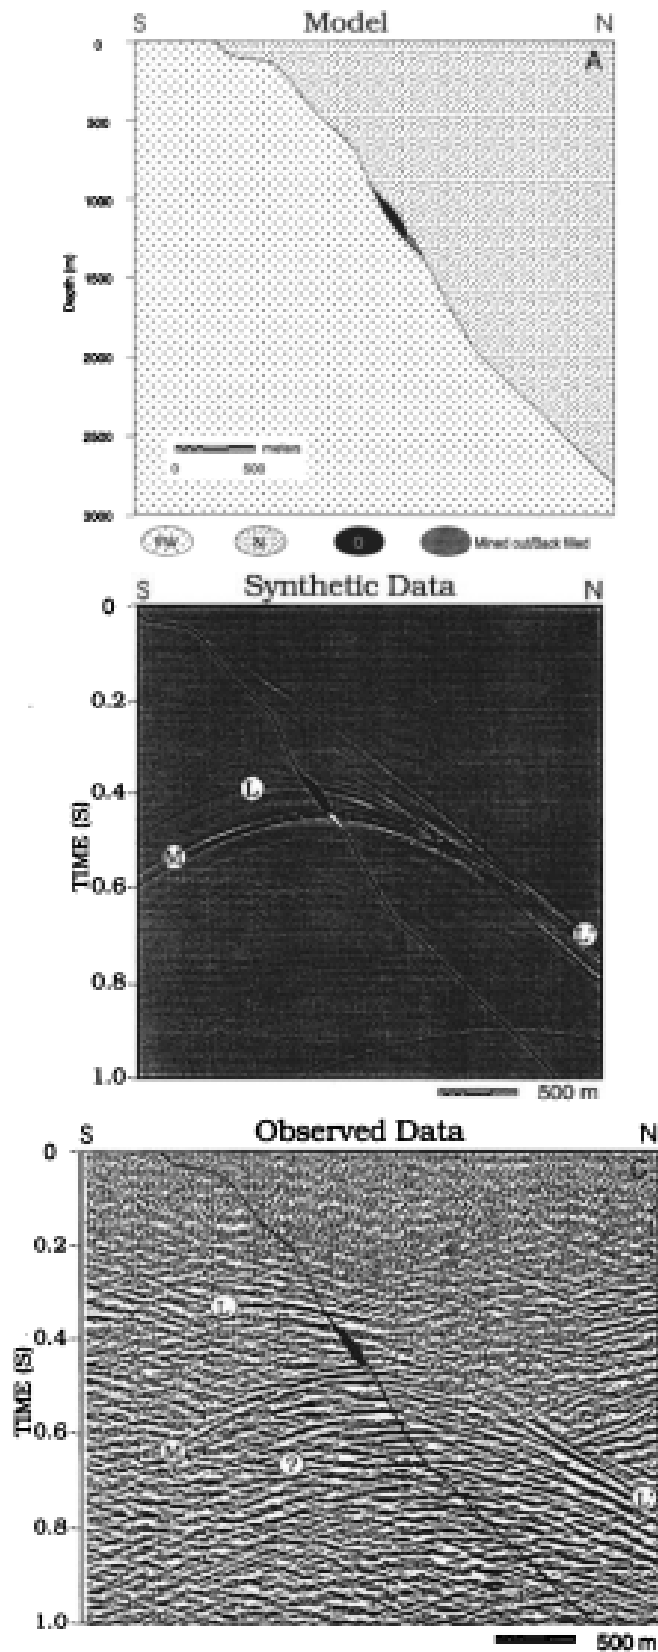 S Model N
A
0
500
1000
1500
2000
2500
3000
Depth (m)
meters
0 500
FW N O Mined out/Back filled
S Synthetic Data N
0
0.2
0.4
0.6
0.8
1.0
TIME (S)
L
M
L
500 m
S Observed Data N
C
0
0.2
0.4
0.6
0.8
1.0
TIME (S)
L
M
?
L
500 m